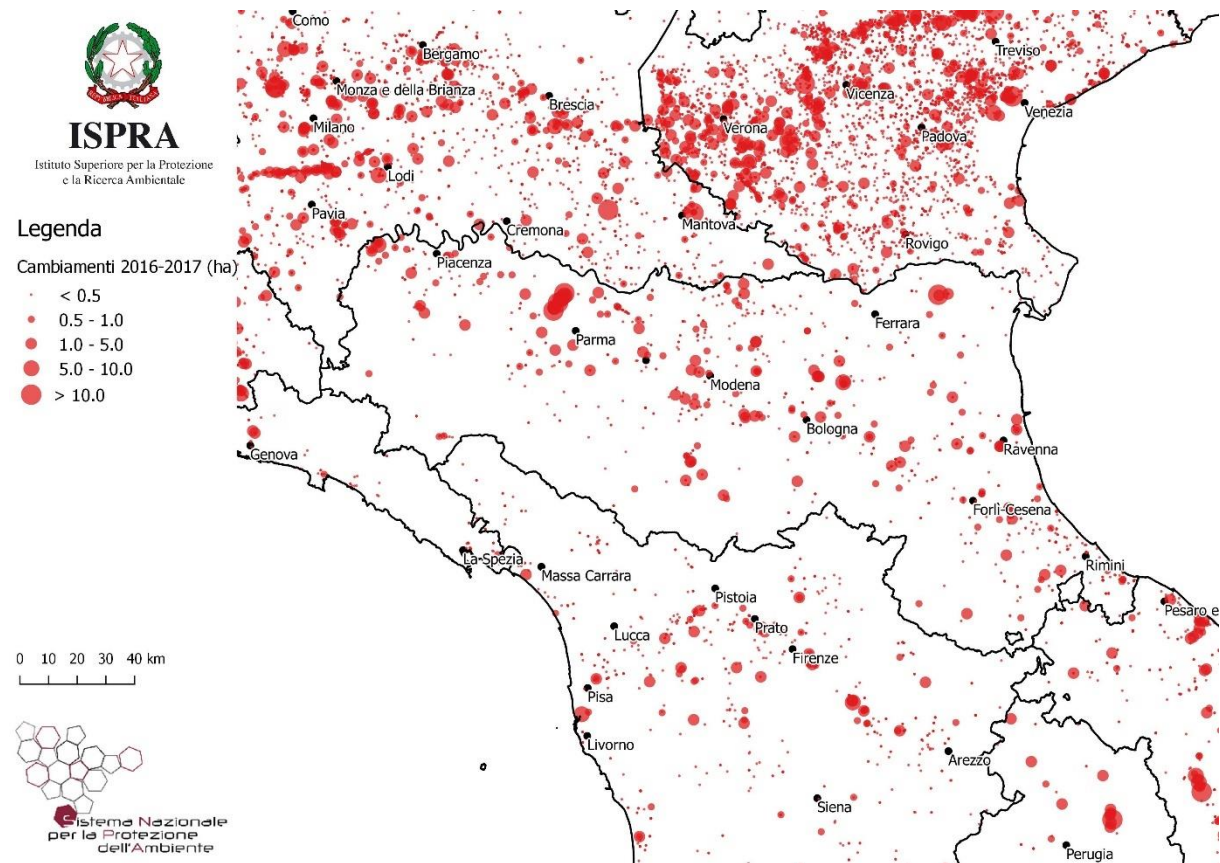 ISPRA
Istituto Superiore per la Protezione
e la Ricerca Ambientale
Legenda
Cambiamenti 2016-2017 (ha)
< 0.5
0.5 - 1.0
1.0 - 5.0
5.0 - 10.0
> 10.0
0 10 20 30 40 km
Sistema Nazionale
per la Protezione
dell'Ambiente
Como
Bergamo
Treviso
Monza e della Brianza
Brescia
Vicenza
Venezia
Milano
Verona
Padova
Lodi
Pavia
Cremona
Mantova
Rovigo
Piacenza
Ferrara
Parma
Modena
Bologna
Genova
Ravenna
Forlì-Cesena
La Spezia
Massa Carrara
Rimini
Pistoia
Pesaro e
Prato
Lucca
Firenze
Pisa
Livorno
Arezzo
Siena
Perugia